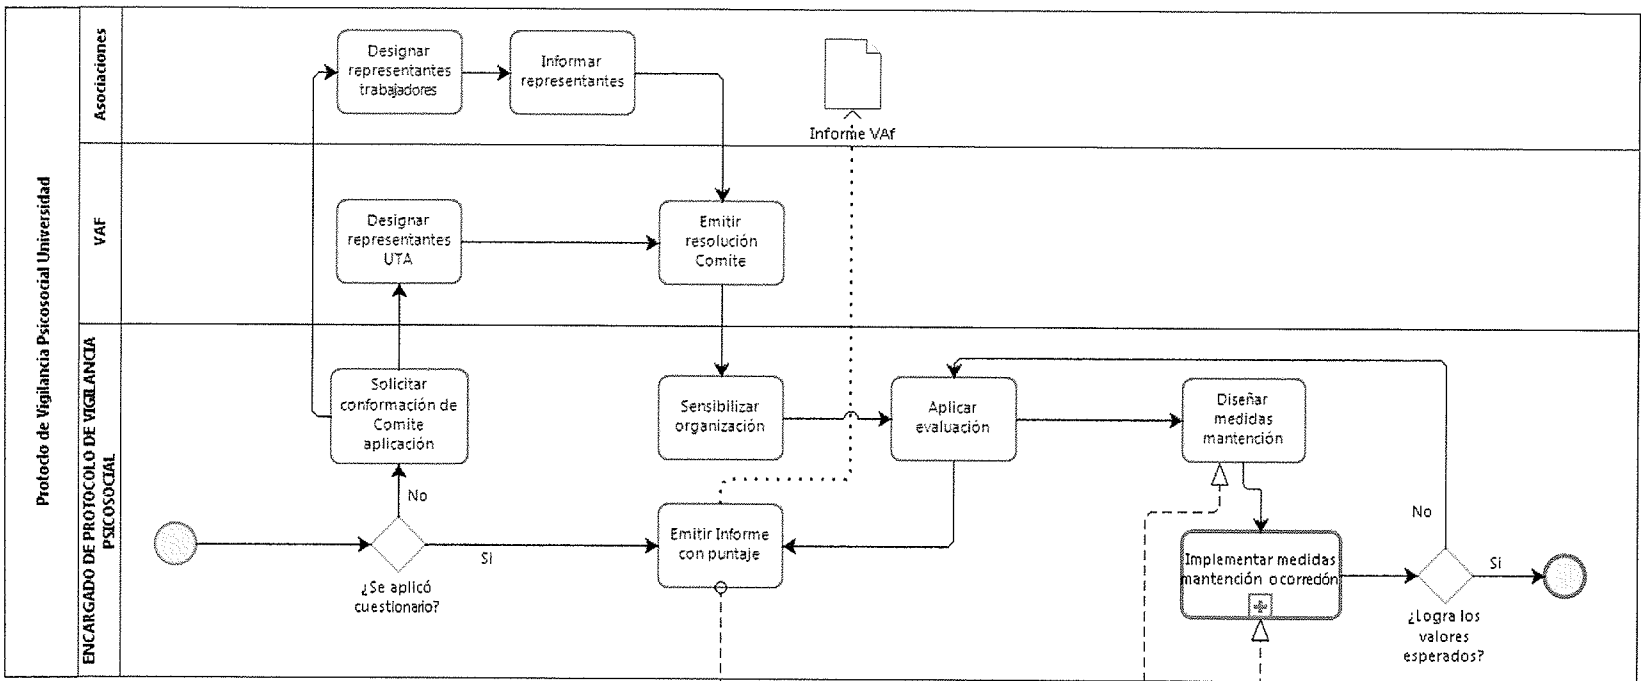 Protoclo de Vigilancia Psicosocial Universidad
Asociaciones
Designar
representantes
trabajadores
Informar
representantes
Informe VAf
VAF
Designar
representantes
UTA
Emitir
resolución
Comite
ENCARGADO DE PROTOCOLO DE VIGILANCIA
PSICOSOCIAL
Solicitar
conformación de
Comite
aplicación
Sensibilizar
organización
Aplicar
evaluación
Diseñar
medidas
mantención
No
Si
¿Se aplicó
cuestionario?
Emitir Informe
con puntaje
Implementar medidas
mantención o corredón
No
Si
¿Logra los
valores
esperados?